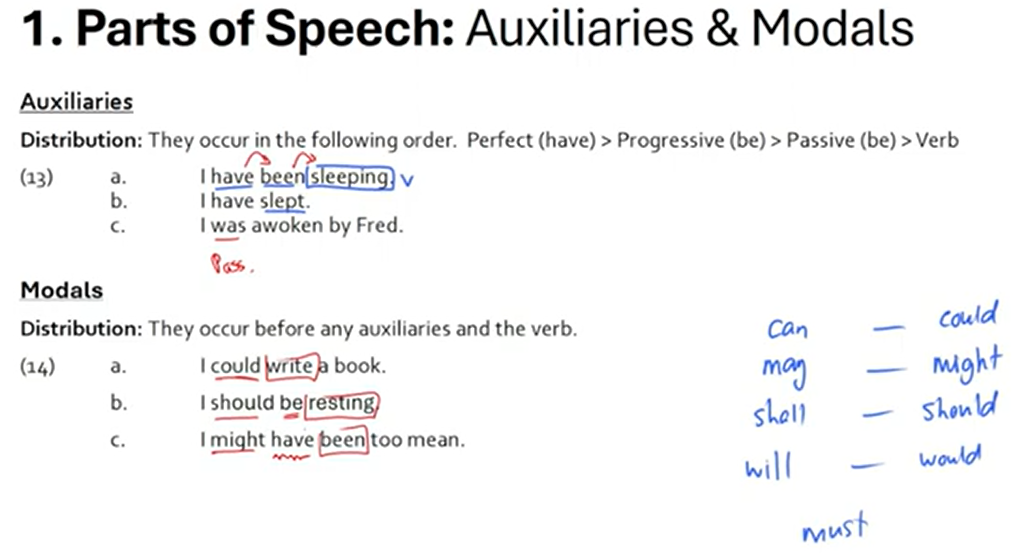 1. Parts of Speech: Auxiliaries & Modals
Auxiliaries
Distribution: They occur in the following order. Perfect (have) > Progressive (be) > Passive (be) > Verb
(13) a. I have been sleeping. V
b. I have slept.
c. I was awoken by Fred.
Pass.
Modals
Distribution: They occur before any auxiliaries and the verb.
(14) a. I could write a book.
b. I should be resting.
c. I might have been too mean.
can — could
may — might
shall — should
will — would
must